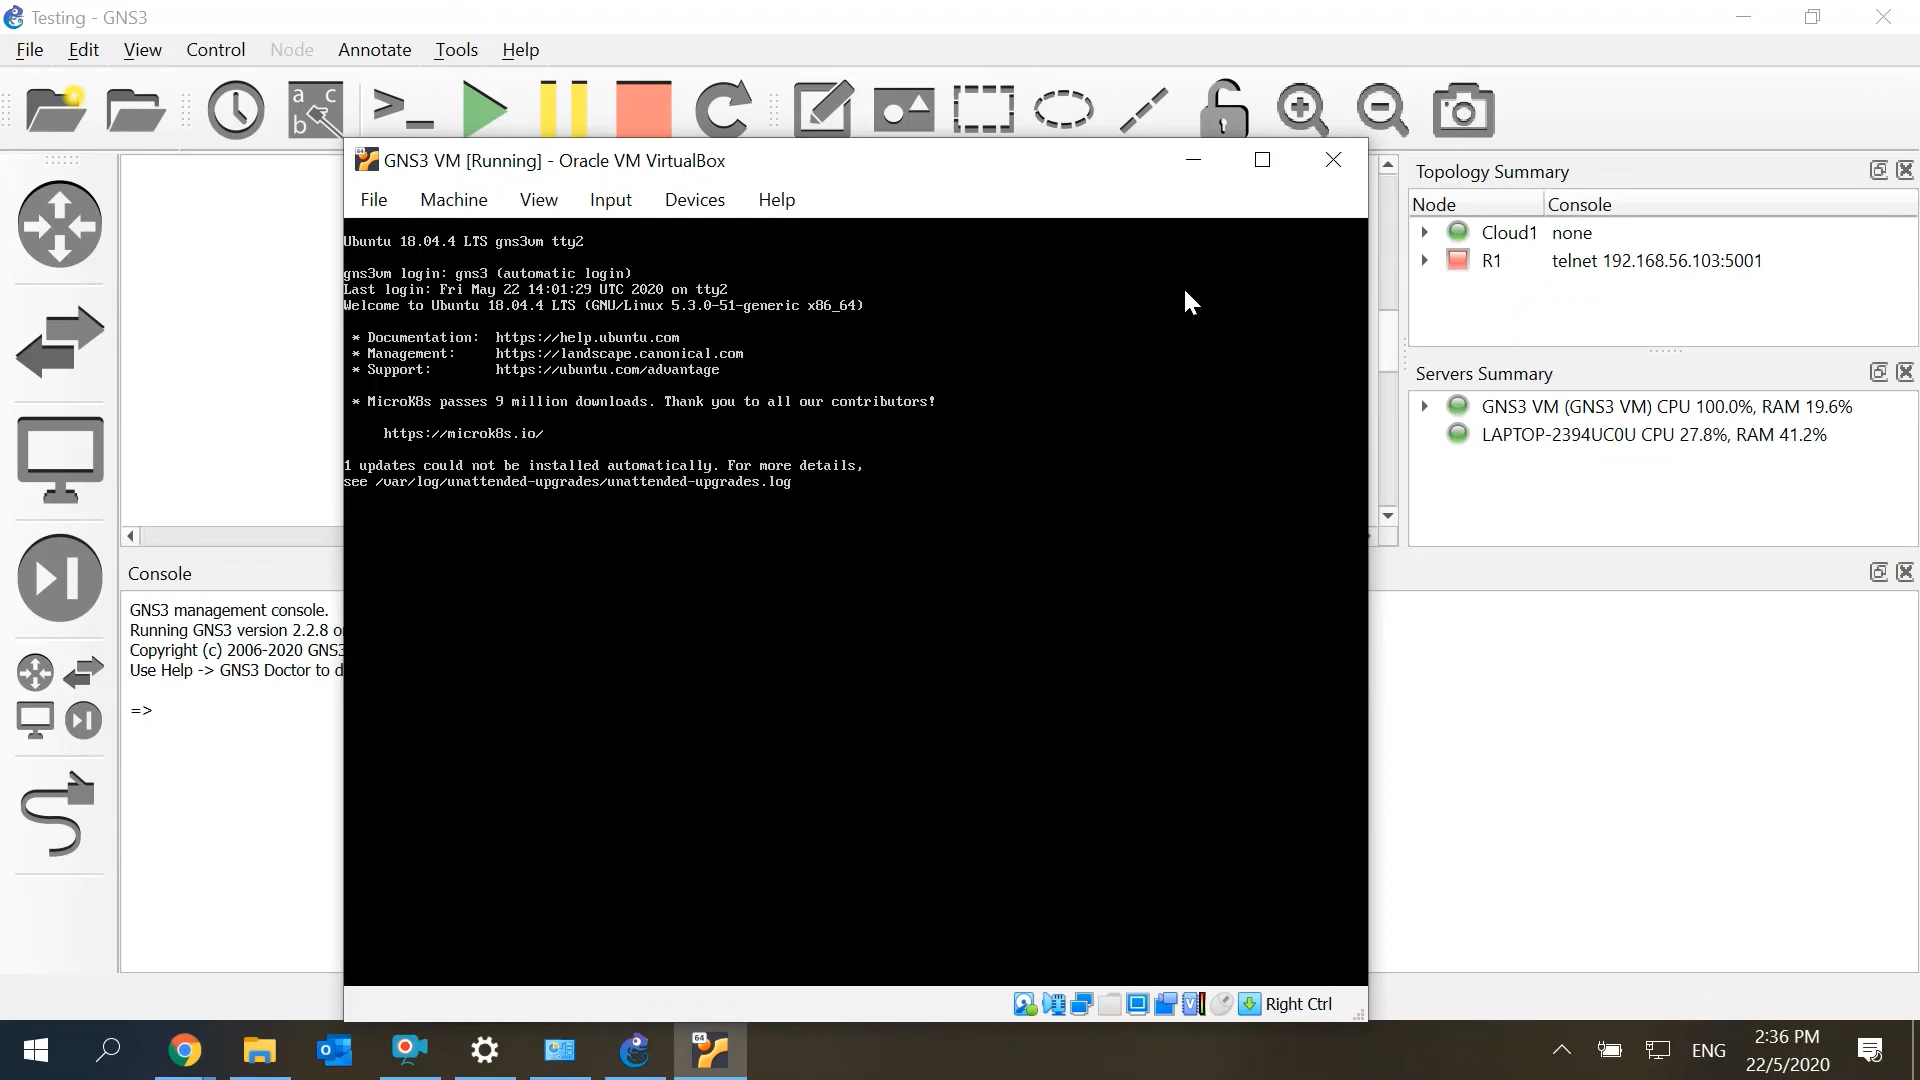 Testing - GNS3
File Edit View Control Node Annotate Tools Help
a c
b
GNS3 VM [Running] - Oracle VM VirtualBox
File Machine View Input Devices Help
Ubuntu 18.04.4 LTS gns3vm tty2
gns3vm login: gns3 (automatic login)
Last login: Fri May 22 14:01:29 UTC 2020 on tty2
Welcome to Ubuntu 18.04.4 LTS (GNU/Linux 5.3.0-51-generic x86_64)
* Documentation: https://help.ubuntu.com
* Management: https://landscape.canonical.com
* Support: https://ubuntu.com/advantage
* MicroK8s passes 9 million downloads. Thank you to all our contributors!
https://microk8s.io/
1 updates could not be installed automatically. For more details,
see /var/log/unattended-upgrades/unattended-upgrades.log
Right Ctrl
Topology Summary
Node Console
Cloud1 none
R1 telnet 192.168.56.103:5001
Servers Summary
GNS3 VM (GNS3 VM) CPU 100.0%, RAM 19.6%
LAPTOP-2394UC0U CPU 27.8%, RAM 41.2%
Console
GNS3 management console.
Running GNS3 version 2.2.8
Copyright (c) 2006-2020 GNS3
Use Help -> GNS3 Doctor to
=>
64
ENG
2:36 PM
22/5/2020